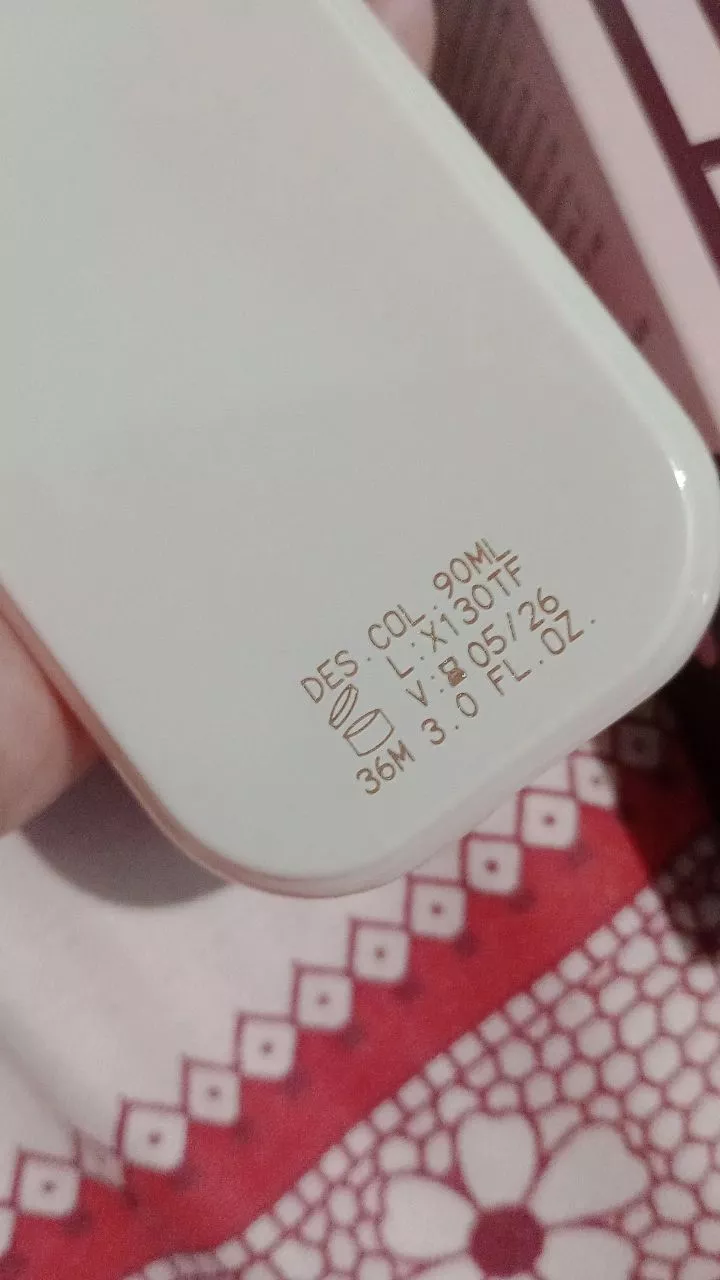 DES.COL.90ML
L:X130TF
V:⌛05/26
36M 3.0 FL.OZ.